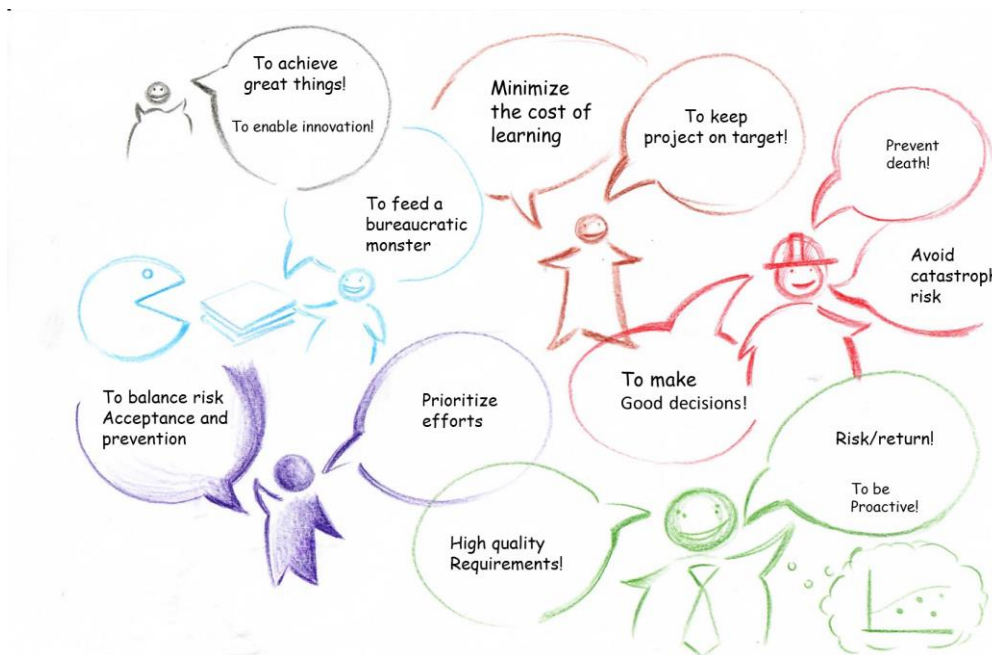 To achieve
great things!
To enable innovation!
Minimize
the cost of
learning
To keep
project on target!
Prevent
death!
To feed a
bureaucratic
monster
Avoid
catastroph
risk
To balance risk
Acceptance and
prevention
Prioritize
efforts
To make
Good decisions!
Risk/return!
To be
Proactive!
High quality
Requirements!